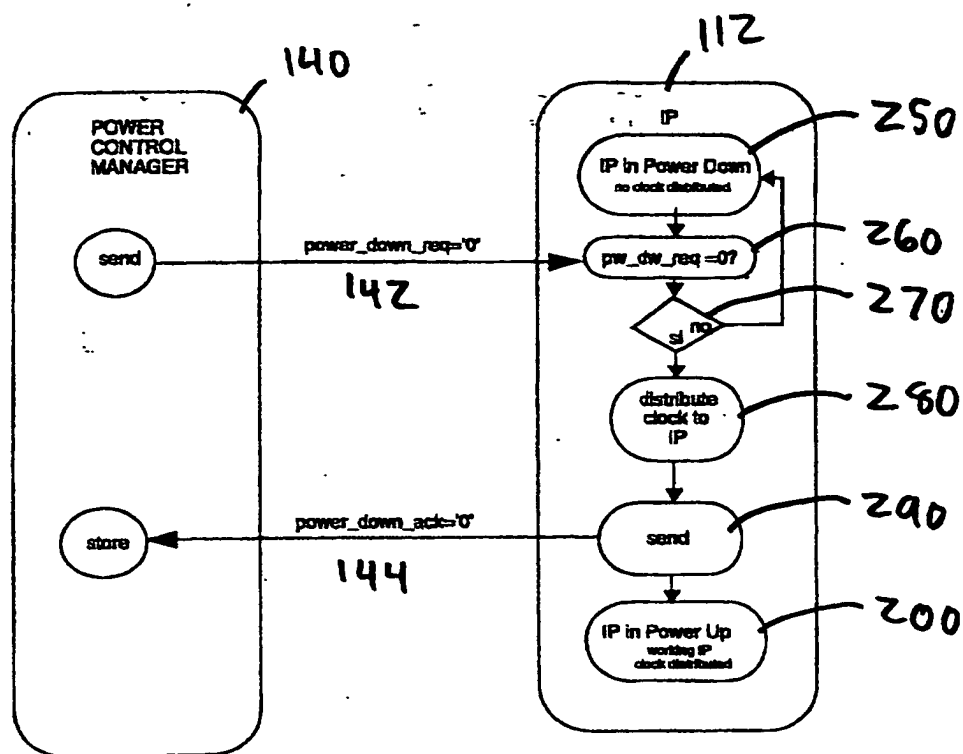 140
112
POWER
CONTROL
MANAGER
IP
250
IP in Power Down
no clock distributed
send
power_down_req='0'
142
pw_dw_req =0?
260
si
no
270
distribute
clock to
IP
280
store
power_down_ack='0'
144
send
290
IP in Power Up
working IP
clock distributed
200